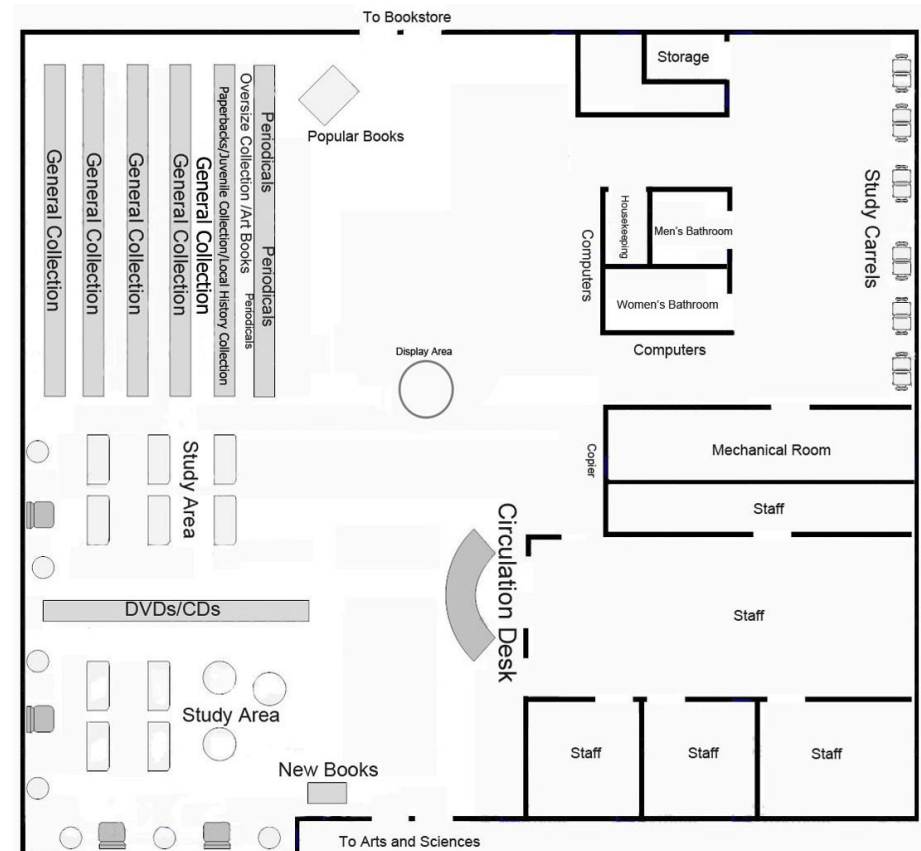 To Bookstore
Storage
Popular Books
General Collection
General Collection
General Collection
General Collection
General Collection
Paperbacks/Juvenile Collection/Local History Collection
Oversize Collection /Art Books
Periodicals
Periodicals
Periodicals
Study Carrels
Housekeeping
Men's Bathroom
Computers
Women's Bathroom
Computers
Display Area
Mechanical Room
Copier
Study Area
Staff
Circulation Desk
DVDs/CDs
Staff
Study Area
Staff
Staff
Staff
New Books
To Arts and Sciences